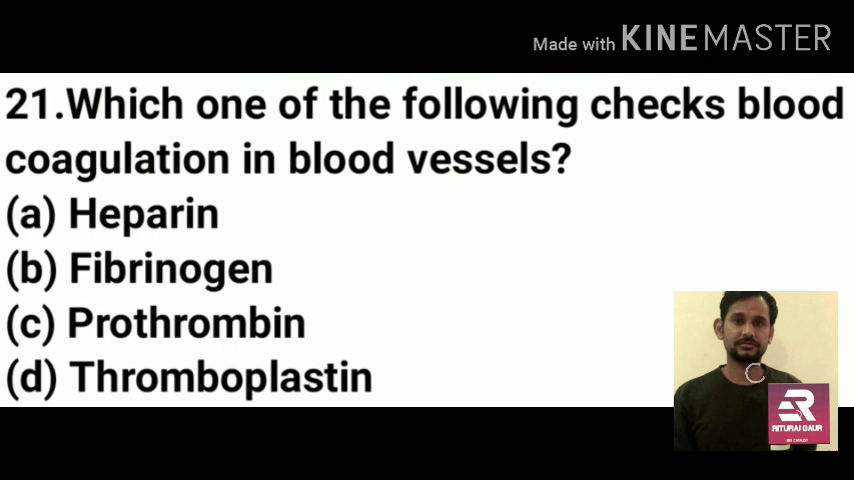 Made with KINEMASTER
21.Which one of the following checks blood
coagulation in blood vessels?
(a) Heparin
(b) Fibrinogen
(c) Prothrombin
(d) Thromboplastin
RITURAJ GAUR